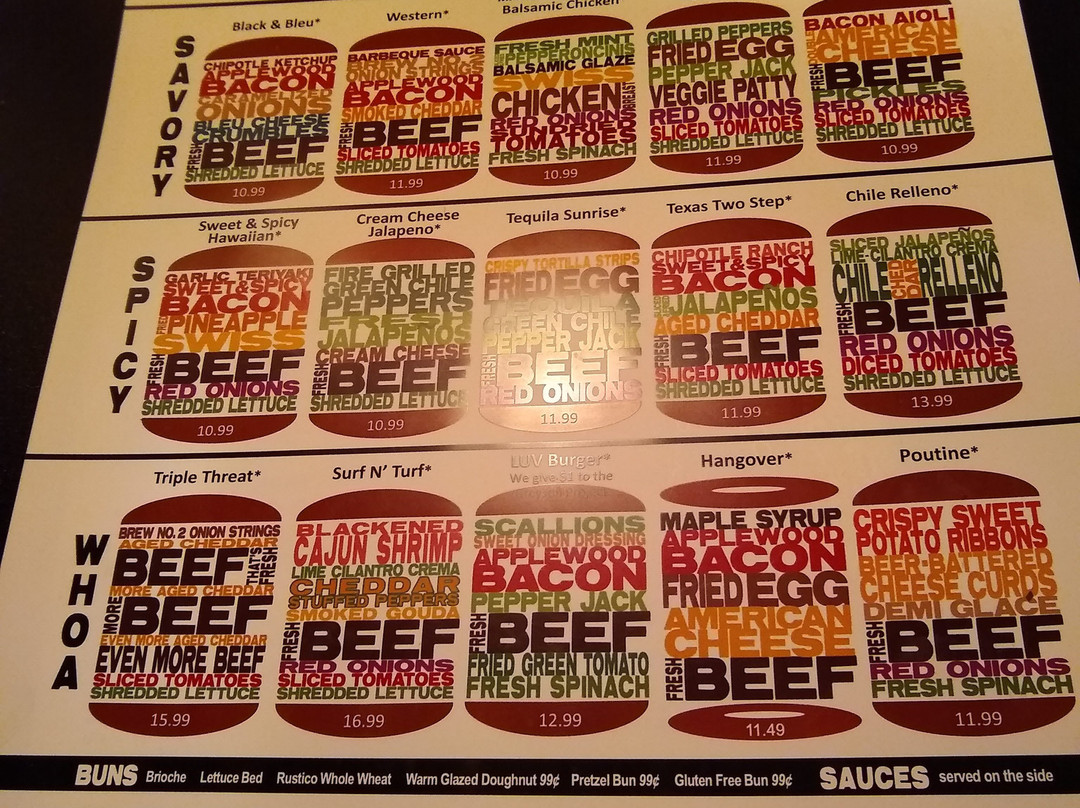 SAVORY
Black & Bleu*
CHIPOTLE KETCHUP
APPLEWOOD
BACON
CARAMELIZED
ONIONS
BLEU CHEESE
CRUMBLES
FRESH BEEF
SHREDDED LETTUCE
10.99
Western*
BARBEQUE SAUCE
ONION STRINGS
APPLEWOOD
BACON
SMOKED CHEDDAR
FRESH BEEF
SLICED TOMATOES
SHREDDED LETTUCE
11.99
Balsamic Chicken
FRESH MINT
PEPPERONCINIS
BALSAMIC GLAZE
SWISS
CHICKEN BREAST
RED ONIONS
TOMATOES
FRESH SPINACH
10.99
GRILLED PEPPERS
FRIED EGG
PEPPER JACK
VEGGIE PATTY
RED ONIONS
SLICED TOMATOES
SHREDDED LETTUCE
11.99
BACON AIOLI
AMERICAN
CHEESE
FRESH BEEF
PICKLES
RED ONIONS
SLICED TOMATOES
SHREDDED LETTUCE
10.99
SPICY
Sweet & Spicy
Hawaiian*
GARLIC TERIYAKI
SWEET&SPICY
BACON
FRIED PINEAPPLE
SWISS
FRESH BEEF
RED ONIONS
SHREDDED LETTUCE
10.99
Cream Cheese
Jalapeno*
FIRE GRILLED
GREEN CHILE
PEPPERS
FRESH
JALAPEÑOS
CREAM CHEESE
FRESH BEEF
SHREDDED LETTUCE
10.99
Tequila Sunrise*
CRISPY TORTILLA STRIPS
FRIED EGG
TEQUILA
GREEN CHILE
PEPPER JACK
FRESH BEEF
RED ONIONS
11.99
Texas Two Step*
CHIPOTLE RANCH
SWEET&SPICY
BACON
JALAPEÑOS
AGED CHEDDAR
FRESH BEEF
SLICED TOMATOES
SHREDDED LETTUCE
11.99
Chile Relleno*
SLICED JALAPEÑOS
LIME-CILANTRO CREMA
CHILE RELLENO
FRESH BEEF
RED ONIONS
DICED TOMATOES
SHREDDED LETTUCE
13.99
WHOA
Triple Threat*
BREW NO. 2 ONION STRINGS
AGED CHEDDAR
BEEF THAT'S FRESH
MORE AGED CHEDDAR
MORE BEEF
EVEN MORE AGED CHEDDAR
EVEN MORE BEEF
SLICED TOMATOES
SHREDDED LETTUCE
15.99
Surf N' Turf*
BLACKENED
CAJUN SHRIMP
LIME CILANTRO CREMA
CHEDDAR
STUFFED PEPPERS
SMOKED GOUDA
FRESH BEEF
RED ONIONS
SLICED TOMATOES
SHREDDED LETTUCE
16.99
LUV Burger*
We give $1 to the
SCALLIONS
SWEET ONION DRESSING
APPLEWOOD
BACON
PEPPER JACK
FRESH BEEF
FRIED GREEN TOMATO
FRESH SPINACH
12.99
Hangover*
MAPLE SYRUP
APPLEWOOD
BACON
FRIED EGG
AMERICAN
CHEESE
FRESH BEEF
11.49
Poutine*
CRISPY SWEET
POTATO RIBBONS
BEER-BATTERED
CHEESE CURDS
DEMI GLACE
FRESH BEEF
RED ONIONS
FRESH SPINACH
11.99
BUNS Brioche Lettuce Bed Rustico Whole Wheat Warm Glazed Doughnut 99¢ Pretzel Bun 99¢ Gluten Free Bun 99¢ SAUCES served on the side